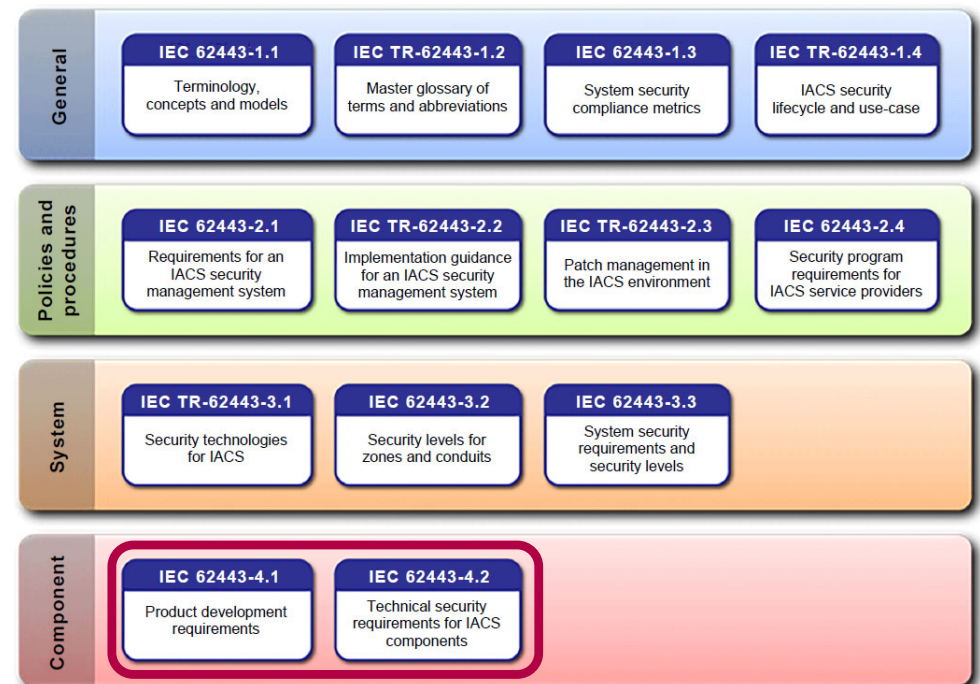 General
IEC 62443-1.1
Terminology,
concepts and models
IEC TR-62443-1.2
Master glossary of
terms and abbreviations
IEC 62443-1.3
System security
compliance metrics
IEC TR-62443-1.4
IACS security
lifecycle and use-case
Policies and
procedures
IEC 62443-2.1
Requirements for an
IACS security
management system
IEC TR-62443-2.2
Implementation guidance
for an IACS security
management system
IEC TR-62443-2.3
Patch management in
the IACS environment
IEC 62443-2.4
Security program
requirements for
IACS service providers
System
IEC TR-62443-3.1
Security technologies
for IACS
IEC 62443-3.2
Security levels for
zones and conduits
IEC 62443-3.3
System security
requirements and
security levels
Component
IEC 62443-4.1
Product development
requirements
IEC 62443-4.2
Technical security
requirements for IACS
components